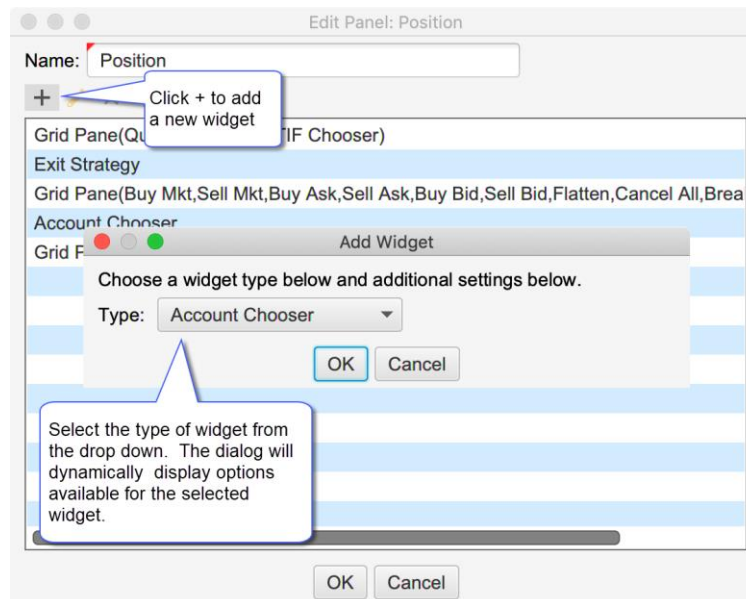 Edit Panel: Position
Name: Position
Click + to add
a new widget
Grid Pane(Qu IF Chooser)
Exit Strategy
Grid Pane(Buy Mkt,Sell Mkt,Buy Ask,Sell Ask,Buy Bid,Sell Bid,Flatten,Cancel All,Brea
Account Chooser
Grid P
Add Widget
Choose a widget type below and additional settings below.
Type: Account Chooser
OK Cancel
Select the type of widget from
the drop down. The dialog will
dynamically display options
available for the selected
widget.
OK Cancel